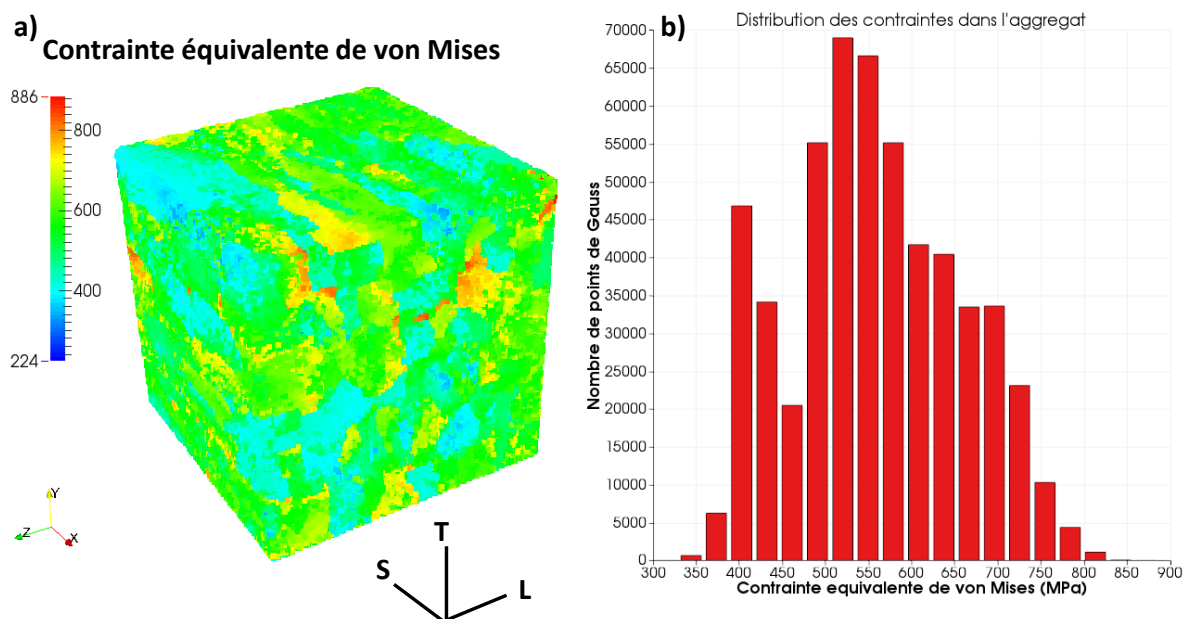 a)
Contrainte équivalente de von Mises
886
800
600
400
224
Y
Z
X
T
S
L
b)
Distribution des contraintes dans l'aggregat
Nombre de points de Gauss
70000
65000
60000
55000
50000
45000
40000
35000
30000
25000
20000
15000
10000
5000
0
300
350
400
450
500
550
600
650
700
750
800
850
900
Contrainte equivalente de von Mises (MPa)